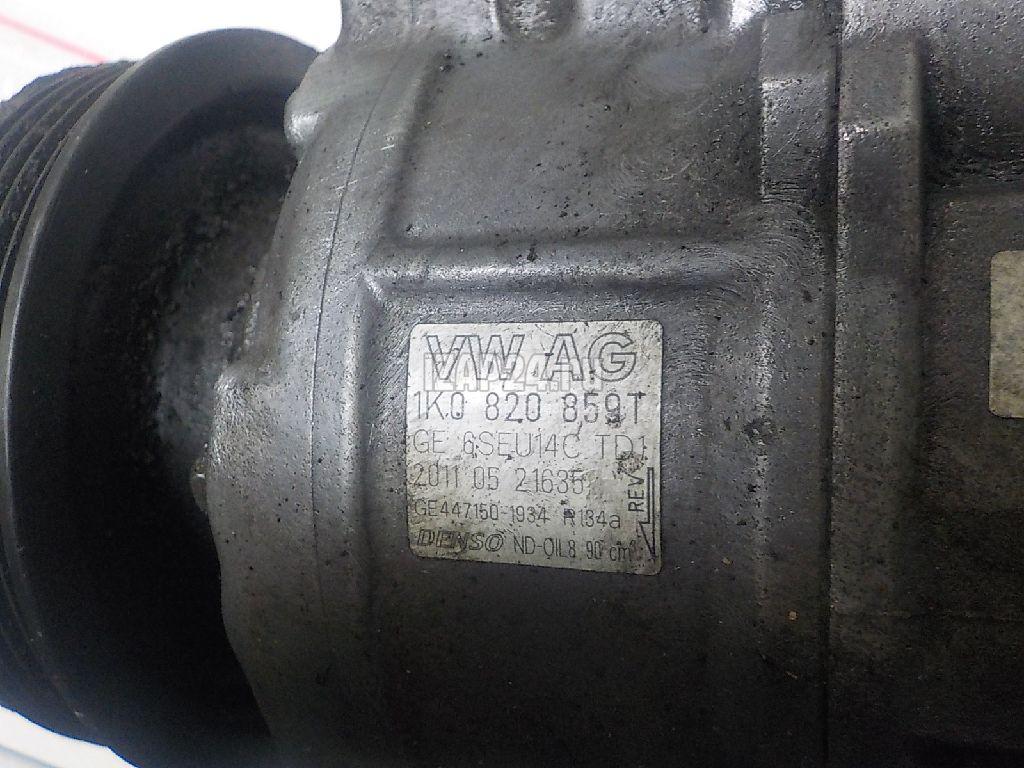 VW AG
1K0 820 859T
GE 6SEU14C TD1
2011 05 21635
GE447150-1934 R134a
DENSO ND-OIL8 90 cm³
REV